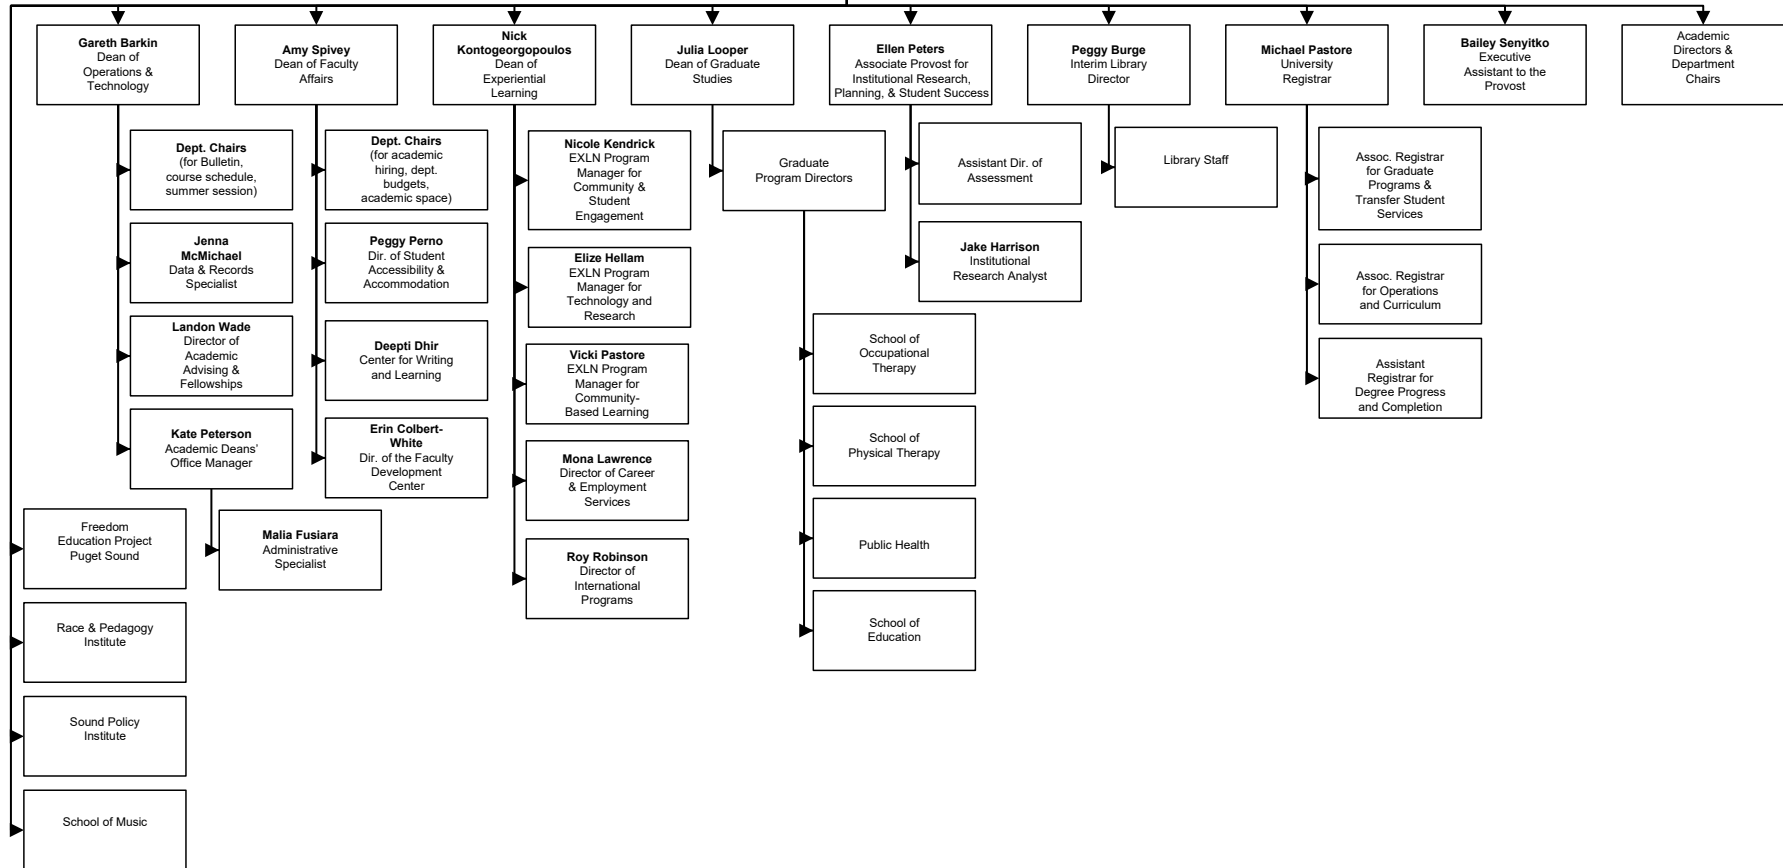 Gareth Barkin
Dean of
Operations &
Technology
Amy Spivey
Dean of Faculty
Affairs
Nick
Kontogeorgopoulos
Dean of
Experiential
Learning
Julia Looper
Dean of Graduate
Studies
Ellen Peters
Associate Provost for
Institutional Research,
Planning, & Student Success
Peggy Burge
Interim Library
Director
Michael Pastore
University
Registrar
Bailey Senyitko
Executive
Assistant to the
Provost
Academic
Directors &
Department
Chairs
Dept. Chairs
(for Bulletin,
course schedule,
summer session)
Jenna
McMichael
Data & Records
Specialist
Landon Wade
Director of
Academic
Advising &
Fellowships
Kate Peterson
Academic Deans’
Office Manager
Malia Fusiara
Administrative
Specialist
Dept. Chairs
(for academic
hiring, dept.
budgets,
academic space)
Peggy Perno
Dir. of Student
Accessibility &
Accommodation
Deepti Dhir
Center for Writing
and Learning
Erin Colbert-
White
Dir. of the Faculty
Development
Center
Nicole Kendrick
EXLN Program
Manager for
Community &
Student
Engagement
Elize Hellam
EXLN Program
Manager for
Technology and
Research
Vicki Pastore
EXLN Program
Manager for
Community-
Based Learning
Mona Lawrence
Director of Career
& Employment
Services
Roy Robinson
Director of
International
Programs
Graduate
Program Directors
School of
Occupational
Therapy
School of
Physical Therapy
Public Health
School of
Education
Assistant Dir. of
Assessment
Jake Harrison
Institutional
Research Analyst
Library Staff
Assoc. Registrar
for Graduate
Programs &
Transfer Student
Services
Assoc. Registrar
for Operations
and Curriculum
Assistant
Registrar for
Degree Progress
and Completion
Freedom
Education Project
Puget Sound
Race & Pedagogy
Institute
Sound Policy
Institute
School of Music